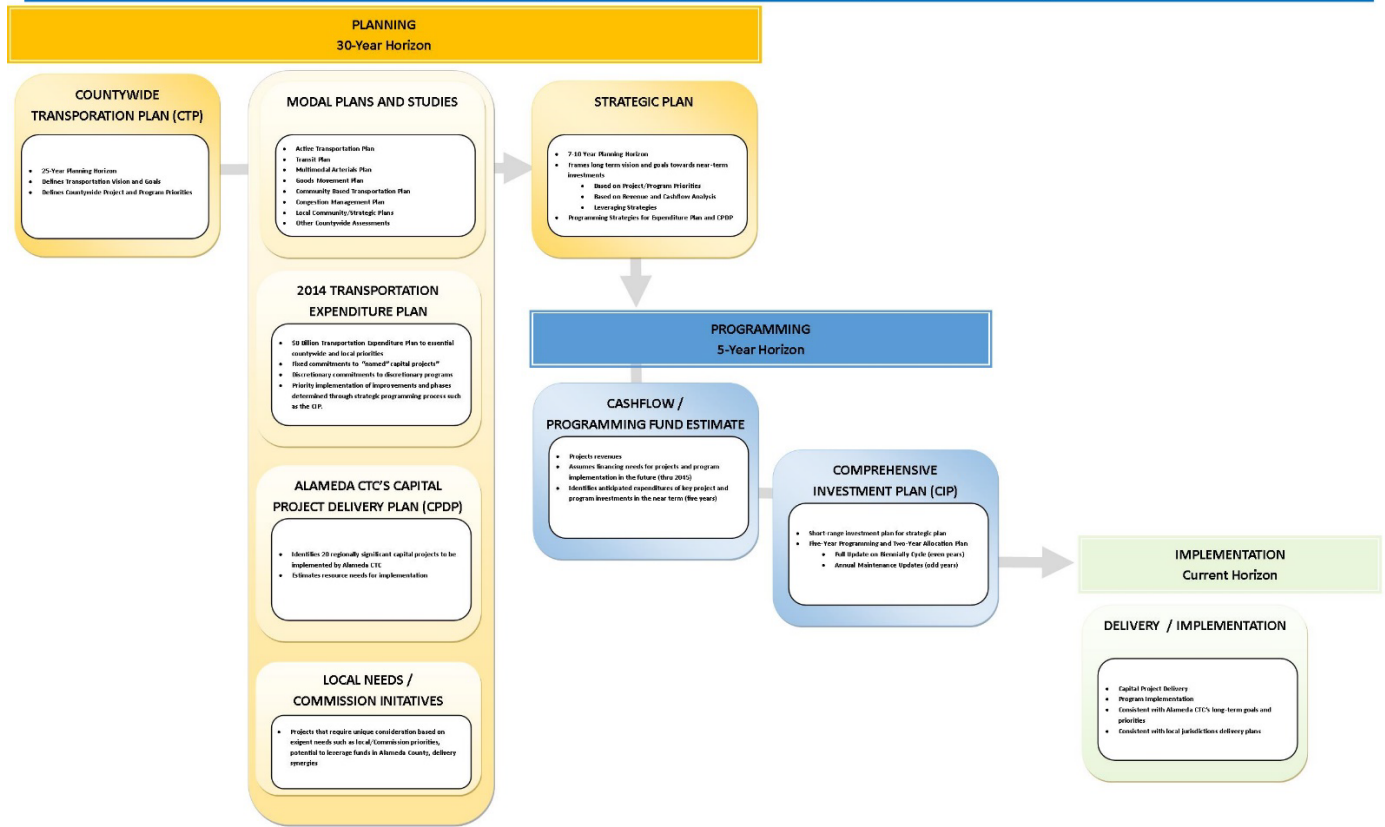 PLANNING
30-Year Horizon
COUNTYWIDE
TRANSPORATION PLAN (CTP)
• 25-Year Planning Horizon
• Defines Transportation Vision and Goals
• Defines Countywide Project and Program Priorities
MODAL PLANS AND STUDIES
• Active Transportation Plan
• Transit Plan
• Multimodal Arterials Plan
• Goods Movement Plan
• Community Based Transportation Plan
• Congestion Management Plan
• Local Community/Strategic Plans
• Other Countywide Assessments
2014 TRANSPORTATION
EXPENDITURE PLAN
• $8 Billion Transportation Expenditure Plan to essential
countywide and local priorities
• Fixed commitments to "named" capital projects"
• Discretionary commitments to discretionary programs
• Priority implementation of improvements and phases
determined through strategic programming process such
as the CIP.
ALAMEDA CTC'S CAPITAL
PROJECT DELIVERY PLAN (CPDP)
• Identifies 20 regionally significant capital projects to be
implemented by Alameda CTC
• Estimates resource needs for implementation
LOCAL NEEDS /
COMMISSION INITATIVES
• Projects that require unique consideration based on
exigent needs such as local/Commission priorities,
potential to leverage funds in Alameda County, delivery
synergies
STRATEGIC PLAN
• 7-10 Year Planning Horizon
• Frames long term vision and goals towards near-term
investments
• Based on Project/Program Priorities
• Based on Revenue and Cashflow Analysis
• Leveraging Strategies
• Programming Strategies for Expenditure Plan and CPDP
PROGRAMMING
5-Year Horizon
CASHFLOW /
PROGRAMMING FUND ESTIMATE
• Projects revenues
• Assumes financing needs for projects and program
implementation in the future (thru 2045)
• Identifies anticipated expenditures of key project and
program investments in the near term (five years)
COMPREHENSIVE
INVESTMENT PLAN (CIP)
• Short range investment plan for strategic plan
• Five-Year Programming and Two-Year Allocation Plan
• Full Update on Biennially Cycle (even years)
• Annual Maintenance Updates (odd years)
IMPLEMENTATION
Current Horizon
DELIVERY / IMPLEMENTATION
• Capital Project Delivery
• Program Implementation
• Consistent with Alameda CTC's long-term goals and
priorities
• Consistent with local jurisdictions delivery plans